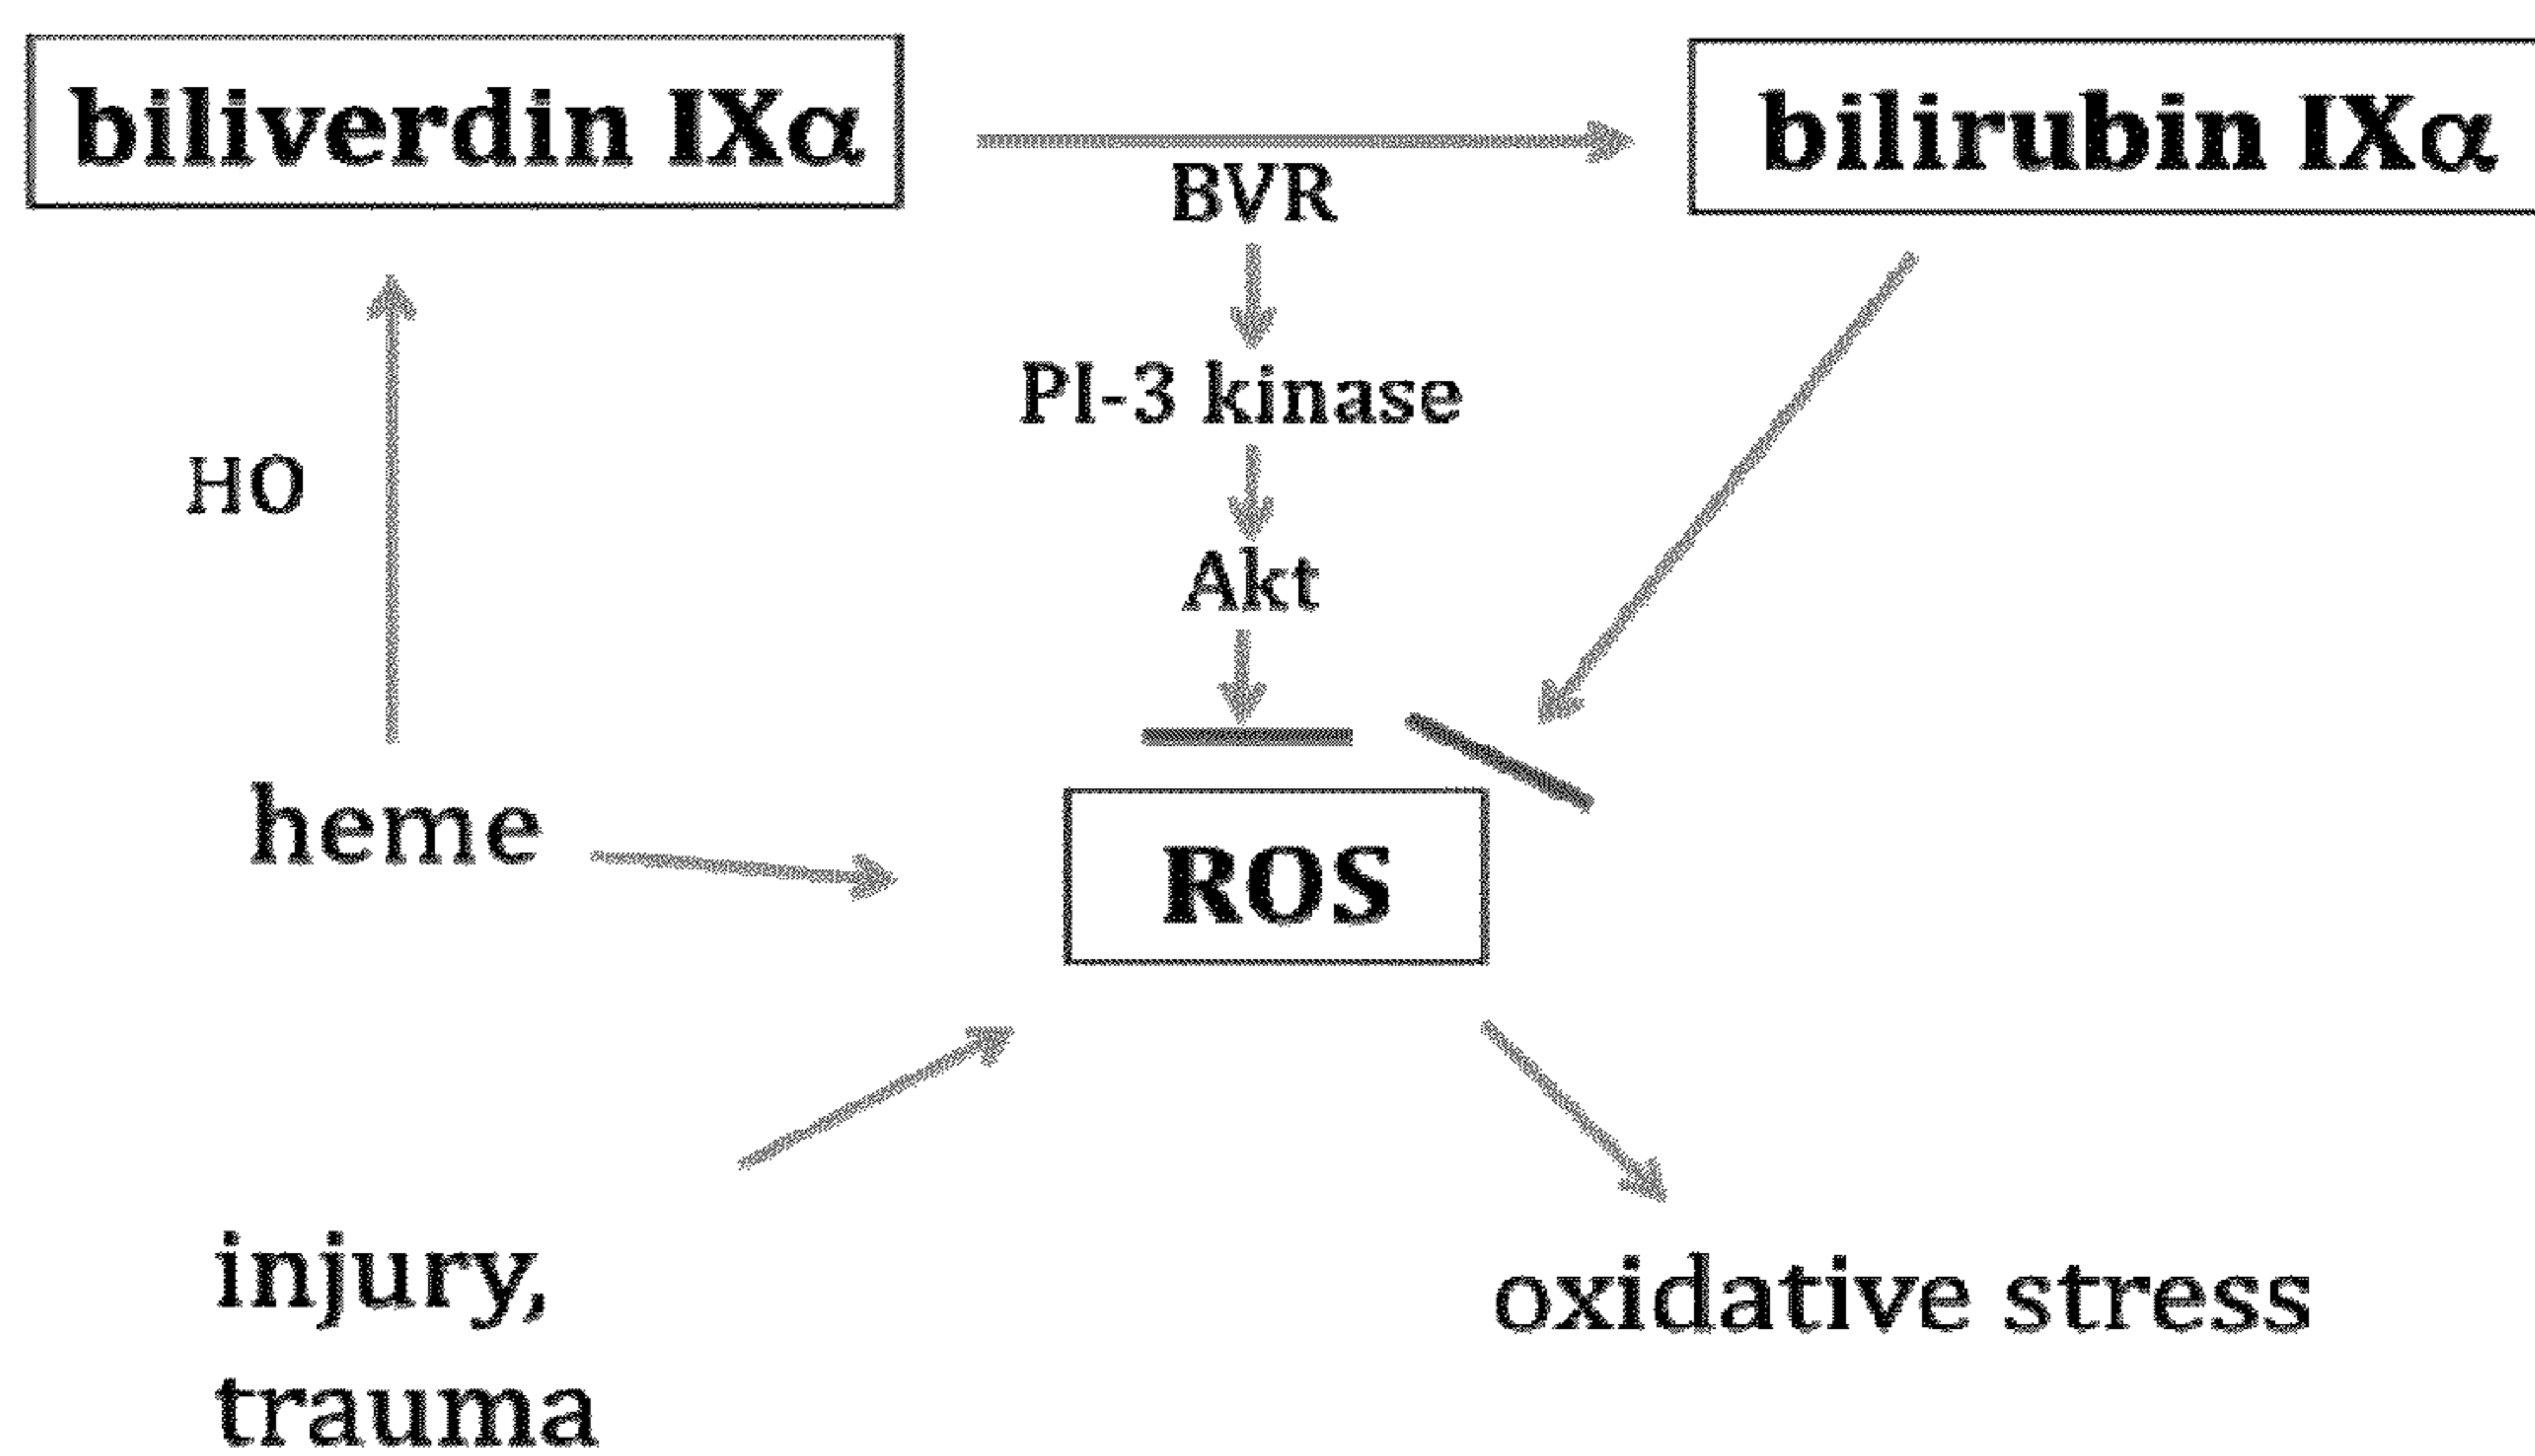 biliverdin IXα
bilirubin IXα
BVR
PI-3 kinase
HO
Akt
heme
ROS
injury,
trauma
oxidative stress